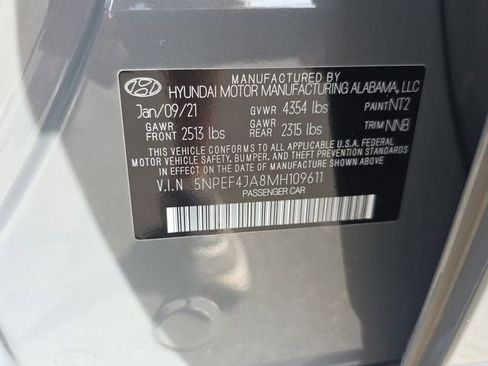 MANUFACTURED BY
HYUNDAI MOTOR MANUFACTURING ALABAMA, LLC
Jan/09/21 GVWR 4354 lbs PAINT NT2
GAWR FRONT 2513 lbs GAWR REAR 2315 lbs TRIM NNB
THIS VEHICLE CONFORMS TO ALL APPLICABLE U.S.A FEDERAL
MOTOR VEHICLE SAFETY, BUMPER, AND THEFT PREVENTION
STANDARDS IN EFFECT ON THE DATE OF MANUFACTURE SHOWN ABOVE.
V.I.N 5NPEF4JA8MH109611
PASSENGER CAR